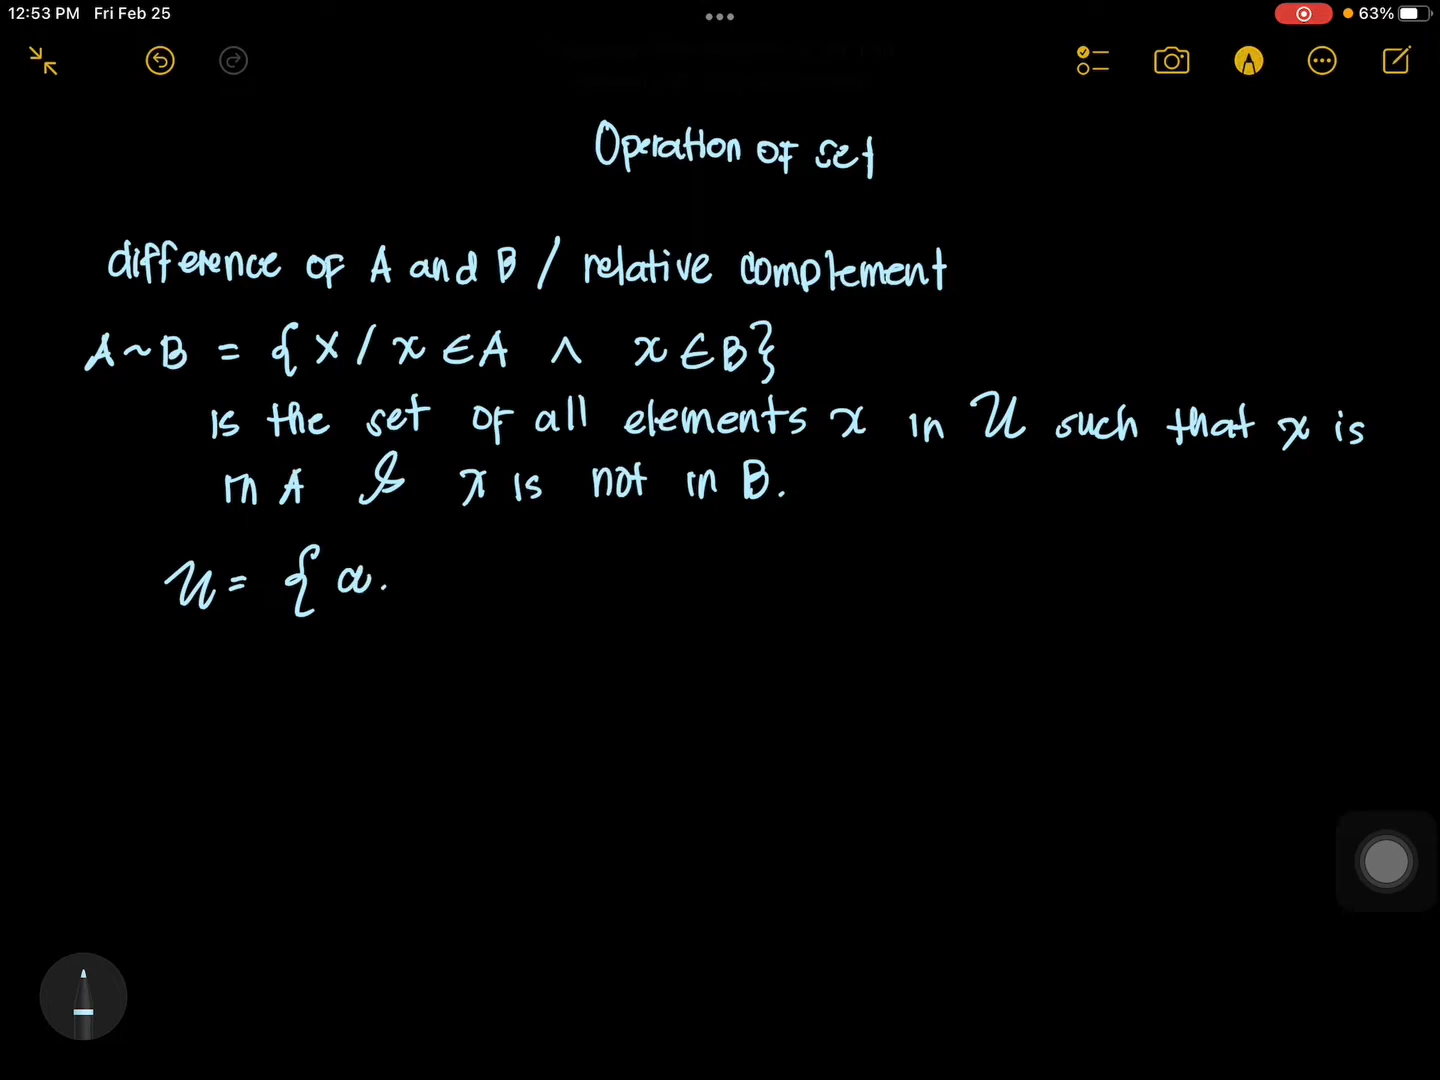 12:53 PM Fri Feb 25
63%
Operation of set
difference of A and B / relative complement
A ~ B = { x / x ∈ A ∧ x ∈ B }
is the set of all elements x in U such that x is
in A & x is not in B.
U = { a.